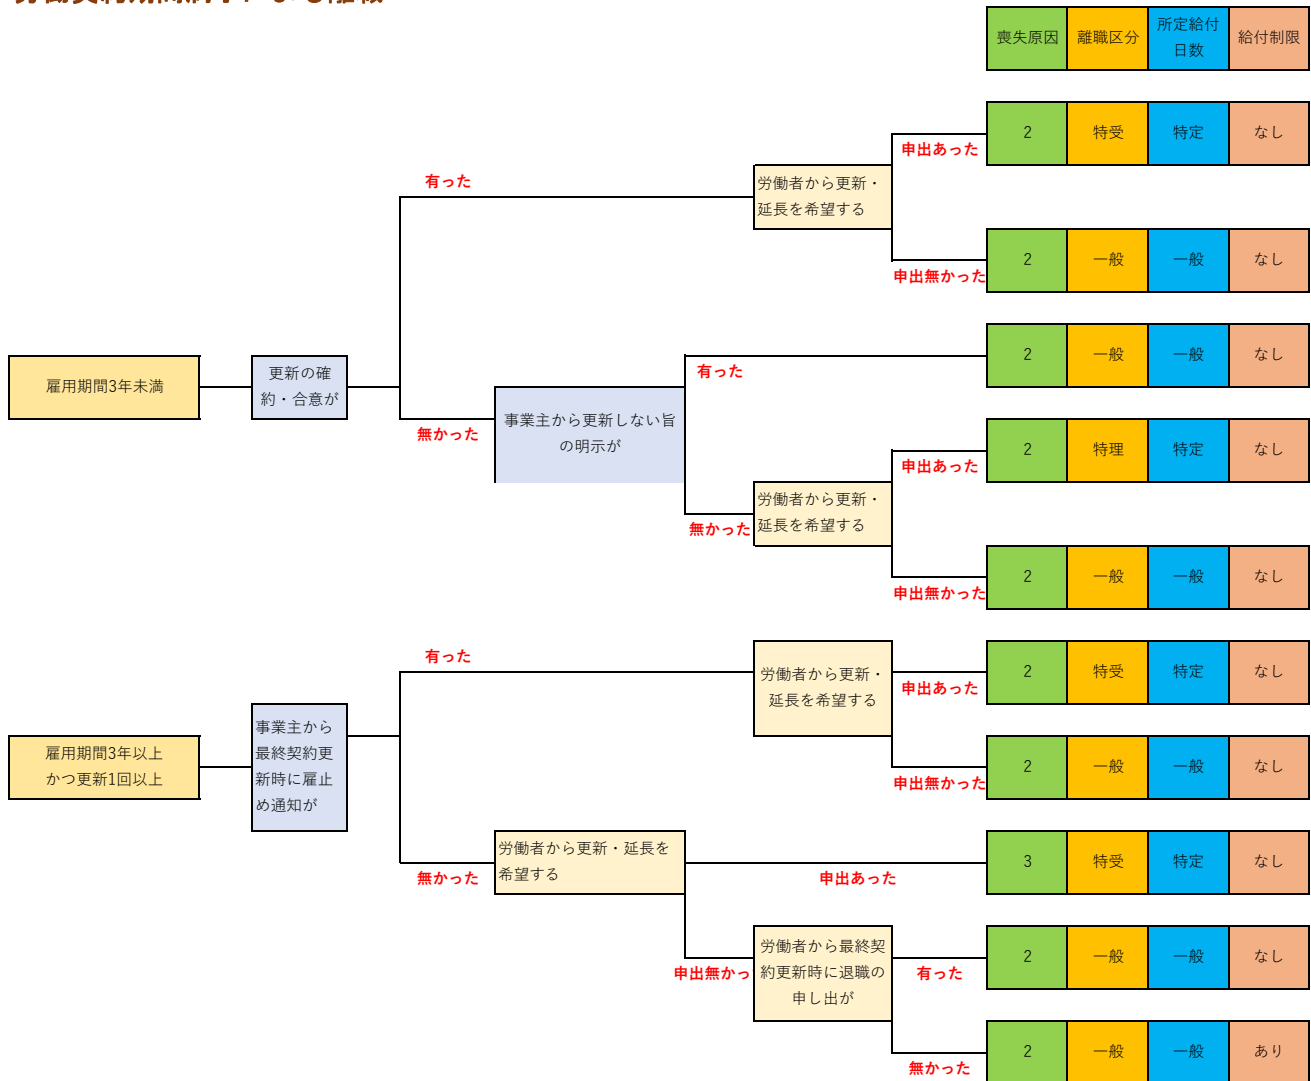 喪失原因
離職区分
所定給付
日数
給付制限
2
特受
特定
なし
申出あった
有った
労働者から更新・
延長を希望する
2
一般
一般
なし
申出無かった
2
一般
一般
なし
有った
雇用期間3年未満
更新の確
約・合意が
事業主から更新しない旨
の明示が
無かった
2
特理
特定
なし
申出あった
労働者から更新・
延長を希望する
無かった
2
一般
一般
なし
申出無かった
有った
労働者から更新・
延長を希望する
2
特受
特定
なし
申出あった
雇用期間3年以上
かつ更新1回以上
事業主から
最終契約更
新時に雇止
め通知が
2
一般
一般
なし
申出無かった
労働者から更新・延長を
希望する
無かった
申出あった
3
特受
特定
なし
労働者から最終契
約更新時に退職の
申し出が
申出無かっ
有った
2
一般
一般
なし
無かった
2
一般
一般
あり